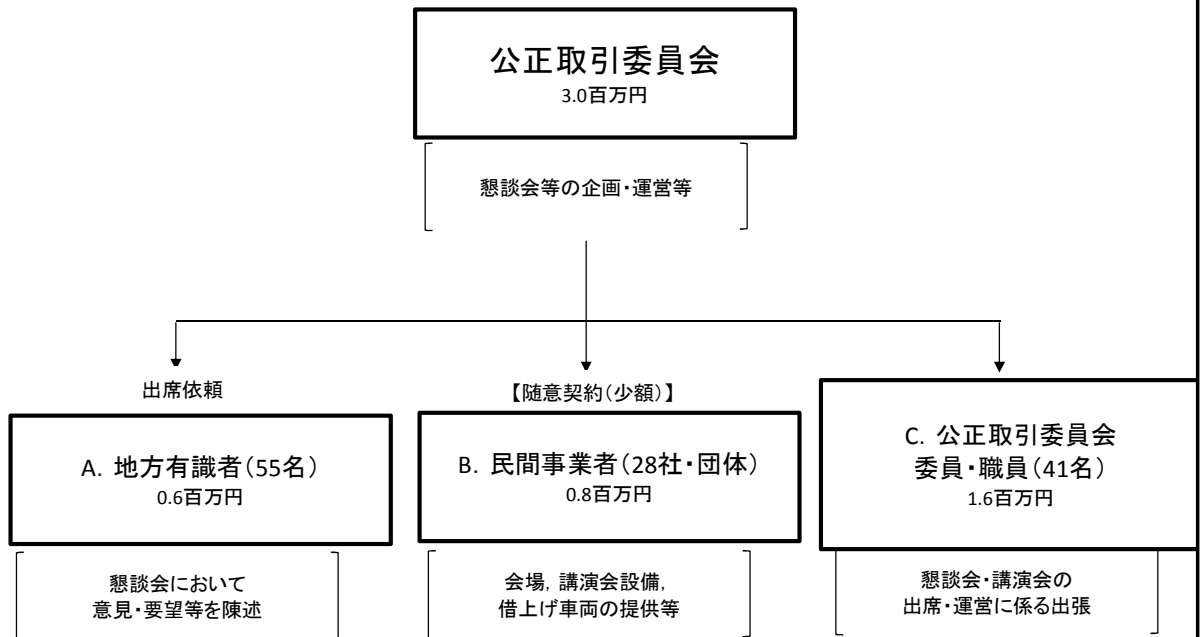 公正取引委員会
3.0百万円
懇談会等の企画・運営等
出席依頼
A. 地方有識者（55名）
0.6百万円
懇談会において
意見・要望等を陳述
【随意契約（少額）】
B. 民間事業者（28社・団体）
0.8百万円
会場，講演会設備，
借上げ車両の提供等
C. 公正取引委員会
委員・職員（41名）
1.6百万円
懇談会・講演会の
出席・運営に係る出張